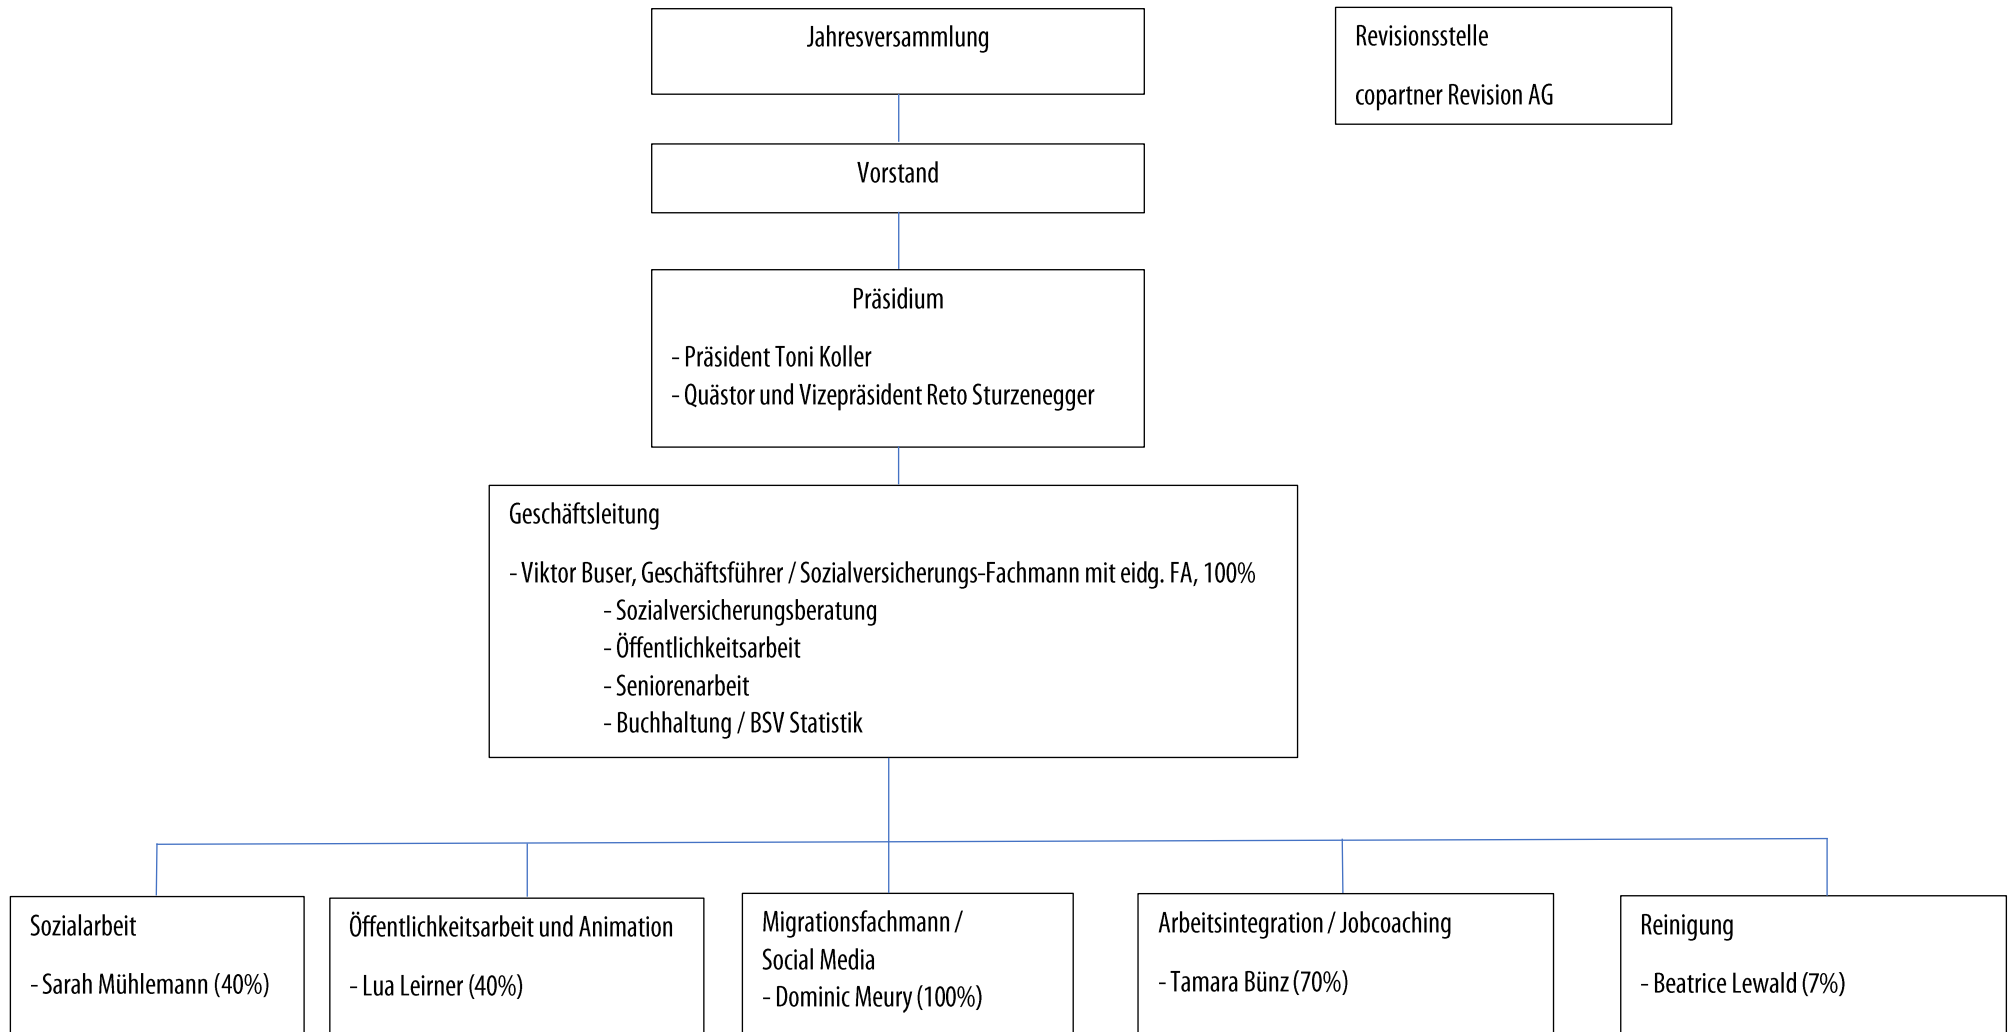 Jahresversammlung
Revisionsstelle
copartner Revision AG
Vorstand
Präsidium
- Präsident Toni Koller
- Quästor und Vizepräsident Reto Sturzenegger
Geschäftsleitung
- Viktor Buser, Geschäftsführer / Sozialversicherungs-Fachmann mit eidg. FA, 100%
- Sozialversicherungsberatung
- Öffentlichkeitsarbeit
- Seniorenarbeit
- Buchhaltung / BSV Statistik
Sozialarbeit
- Sarah Mühlemann (40%)
Öffentlichkeitsarbeit und Animation
- Lua Leirner (40%)
Migrationsfachmann /
Social Media
- Dominic Meury (100%)
Arbeitsintegration / Jobcoaching
- Tamara Bünz (70%)
Reinigung
- Beatrice Lewald (7%)